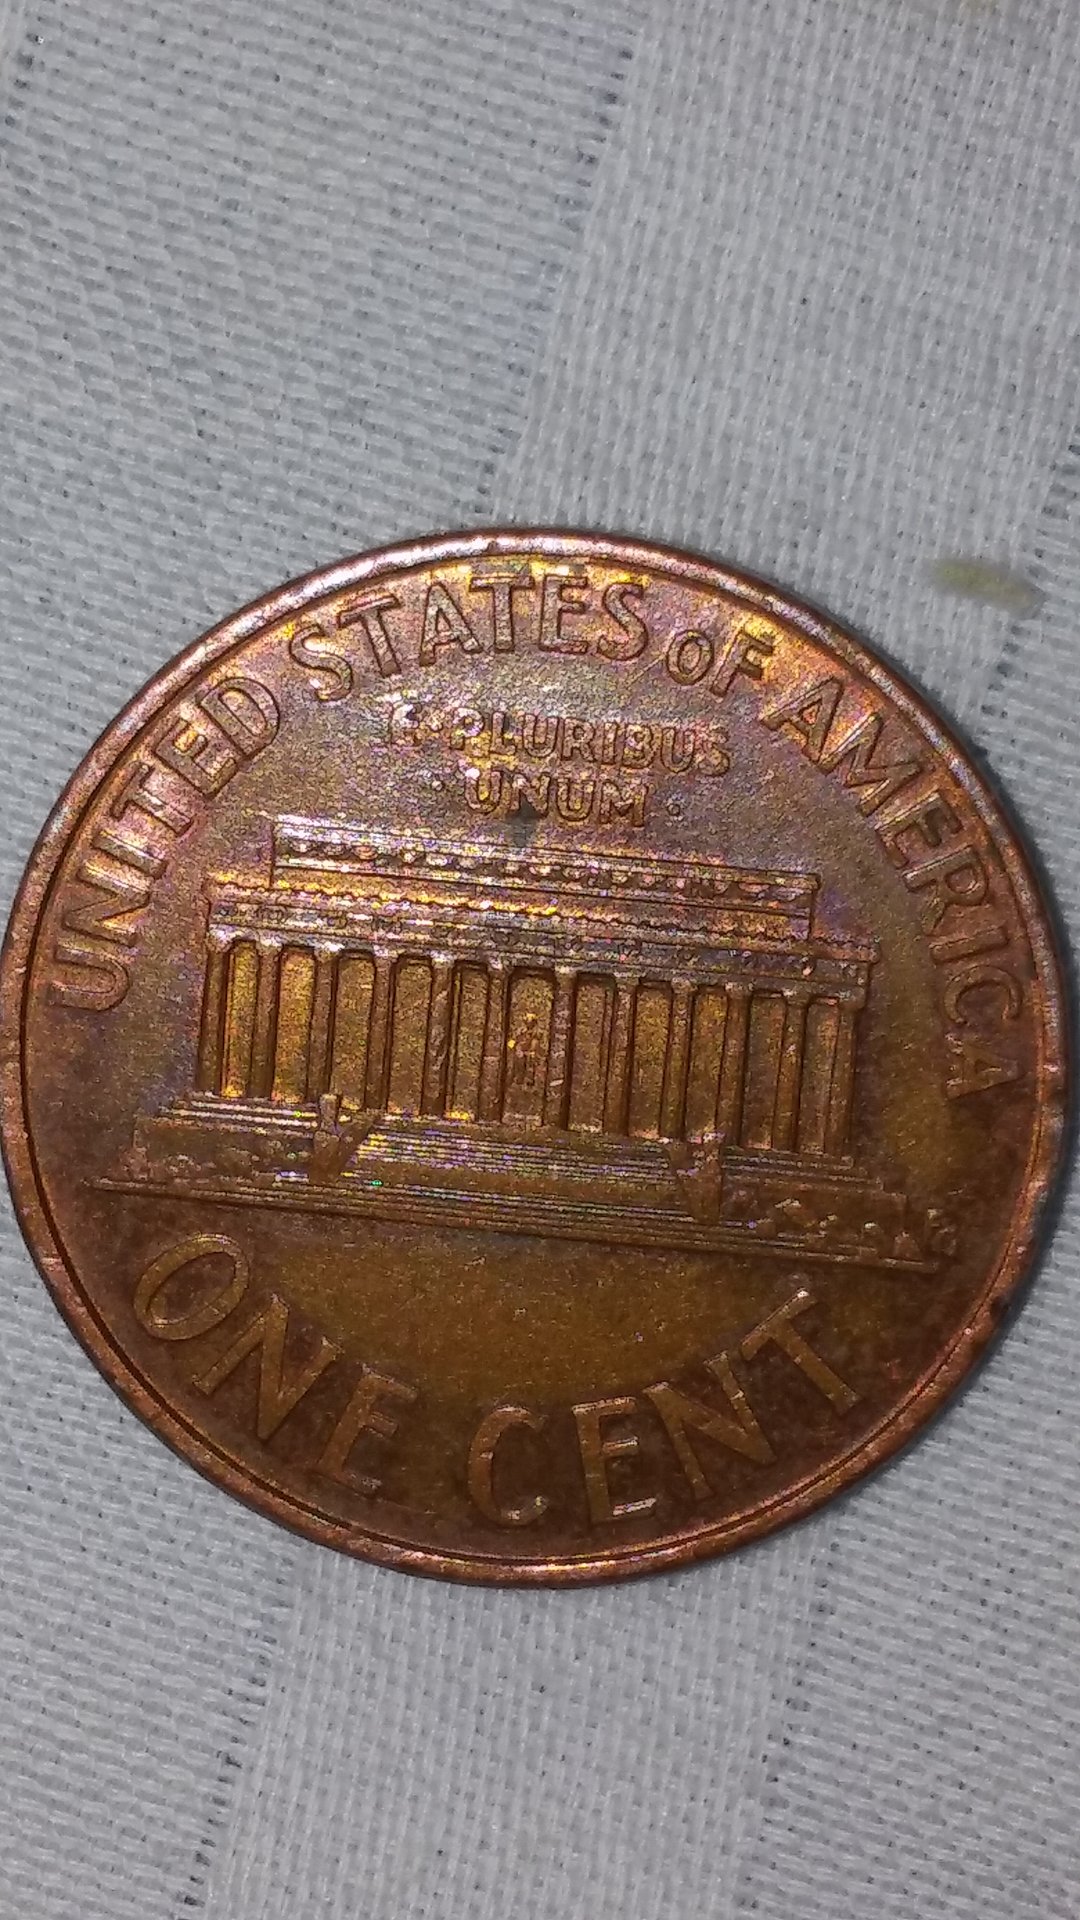 UNITED STATES OF AMERICA
E·PLURIBUS
·UNUM·
ONE CENT